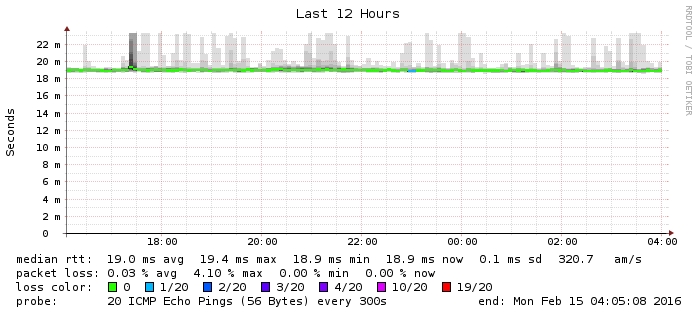 Last 12 Hours
RRDTOOL / TOBI OETIKER
Seconds
22 m
20 m
18 m
16 m
14 m
12 m
10 m
8 m
6 m
4 m
2 m
0
18:00 20:00 22:00 00:00 02:00 04:00
median rtt: 19.0 ms avg 19.4 ms max 18.9 ms min 18.9 ms now 0.1 ms sd 320.7 am/s
packet loss: 0.03 % avg 4.10 % max 0.00 % min 0.00 % now
loss color: 0 1/20 2/20 3/20 4/20 10/20 19/20
probe: 20 ICMP Echo Pings (56 Bytes) every 300s end: Mon Feb 15 04:05:08 2016